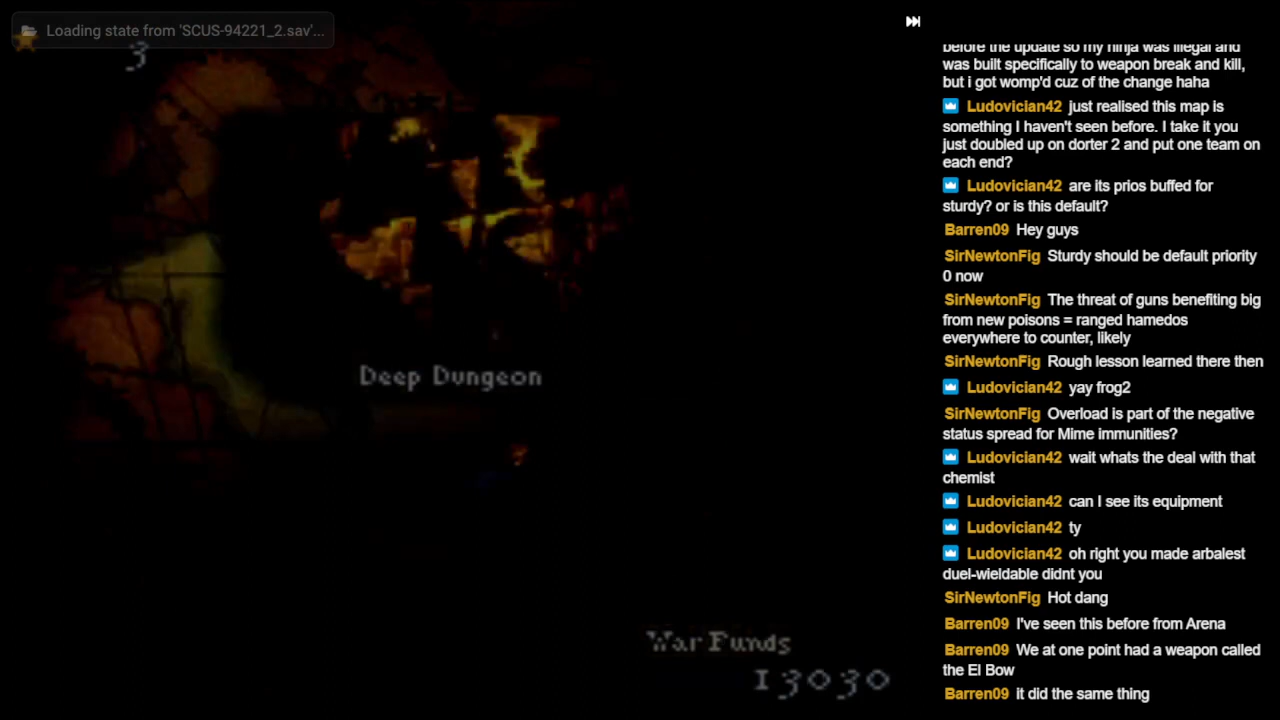 Loading state from 'SCUS-94221_2.sav'...
3
Deep Dungeon
War Funds
13030
before the update so my ninja was illegal and
was built specifically to weapon break and kill,
but i got womp'd cuz of the change haha
Ludovician42 just realised this map is
something I haven't seen before. I take it you
just doubled up on dorter 2 and put one team on
each end?
Ludovician42 are its prios buffed for
sturdy? or is this default?
Barren09 Hey guys
SirNewtonFig Sturdy should be default priority
0 now
SirNewtonFig The threat of guns benefiting big
from new poisons = ranged hamedos
everywhere to counter, likely
SirNewtonFig Rough lesson learned there then
Ludovician42 yay frog2
SirNewtonFig Overload is part of the negative
status spread for Mime immunities?
Ludovician42 wait whats the deal with that
chemist
Ludovician42 can I see its equipment
Ludovician42 ty
Ludovician42 oh right you made arbalest
duel-wieldable didnt you
SirNewtonFig Hot dang
Barren09 I've seen this before from Arena
Barren09 We at one point had a weapon called
the El Bow
Barren09 it did the same thing